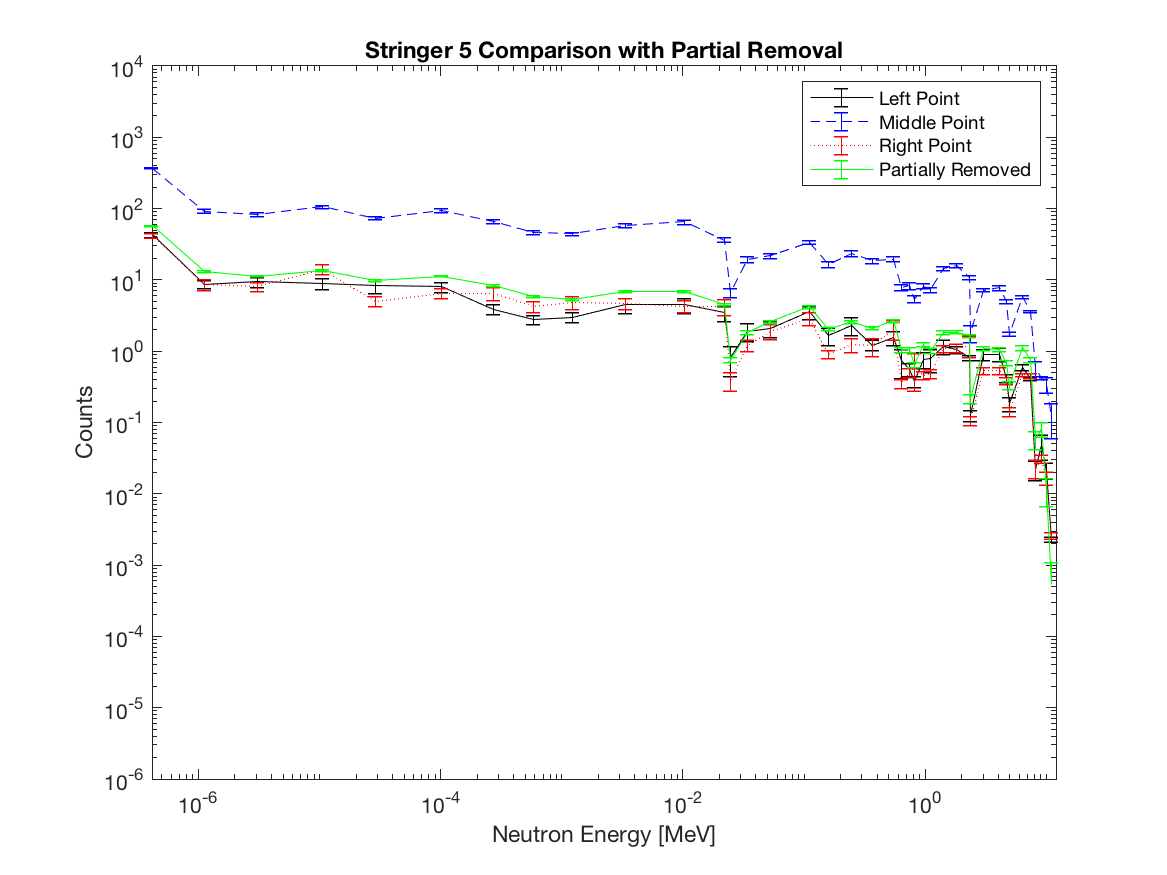 Stringer 5 Comparison with Partial Removal
10^4
10^3
10^2
10^1
10^0
10^-1
10^-2
10^-3
10^-4
10^-5
10^-6
Counts
Left Point
Middle Point
Right Point
Partially Removed
10^-6 10^-4 10^-2 10^0
Neutron Energy [MeV]